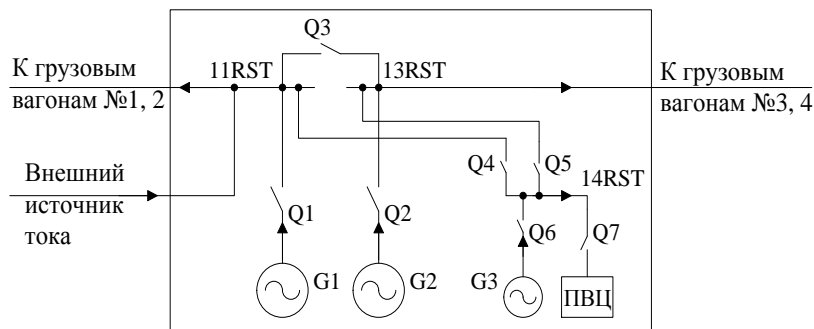 Q3
К грузовым
вагонам №1, 2
11RST
13RST
К грузовым
вагонам №3, 4
Q4
Q5
14RST
Внешний
источник
тока
Q1
Q2
Q6
Q7
G1
G2
G3
ПВЦ